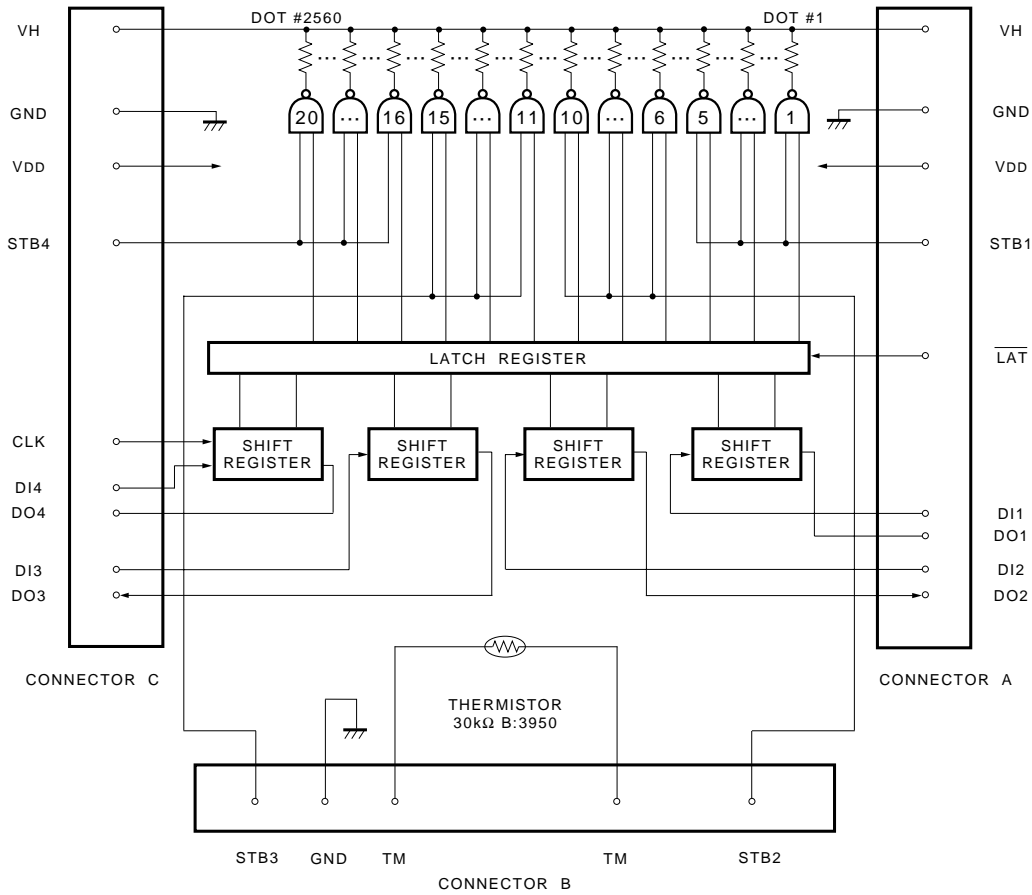 DOT #2560 DOT #1
VH VH
... ... ... ... ... ... ... ... ... ... ...
GND GND
20 ... 16 15 ... 11 10 ... 6 5 ... 1
VDD VDD
STB4 STB1
LATCH REGISTER
LAT
CLK
SHIFT REGISTER
SHIFT REGISTER
SHIFT REGISTER
SHIFT REGISTER
DI4
DO4 DI1
DO1
DI3 DI2
DO3 DO2
CONNECTOR C CONNECTOR A
THERMISTOR
30kΩ B:3950
STB3 GND TM TM STB2
CONNECTOR B